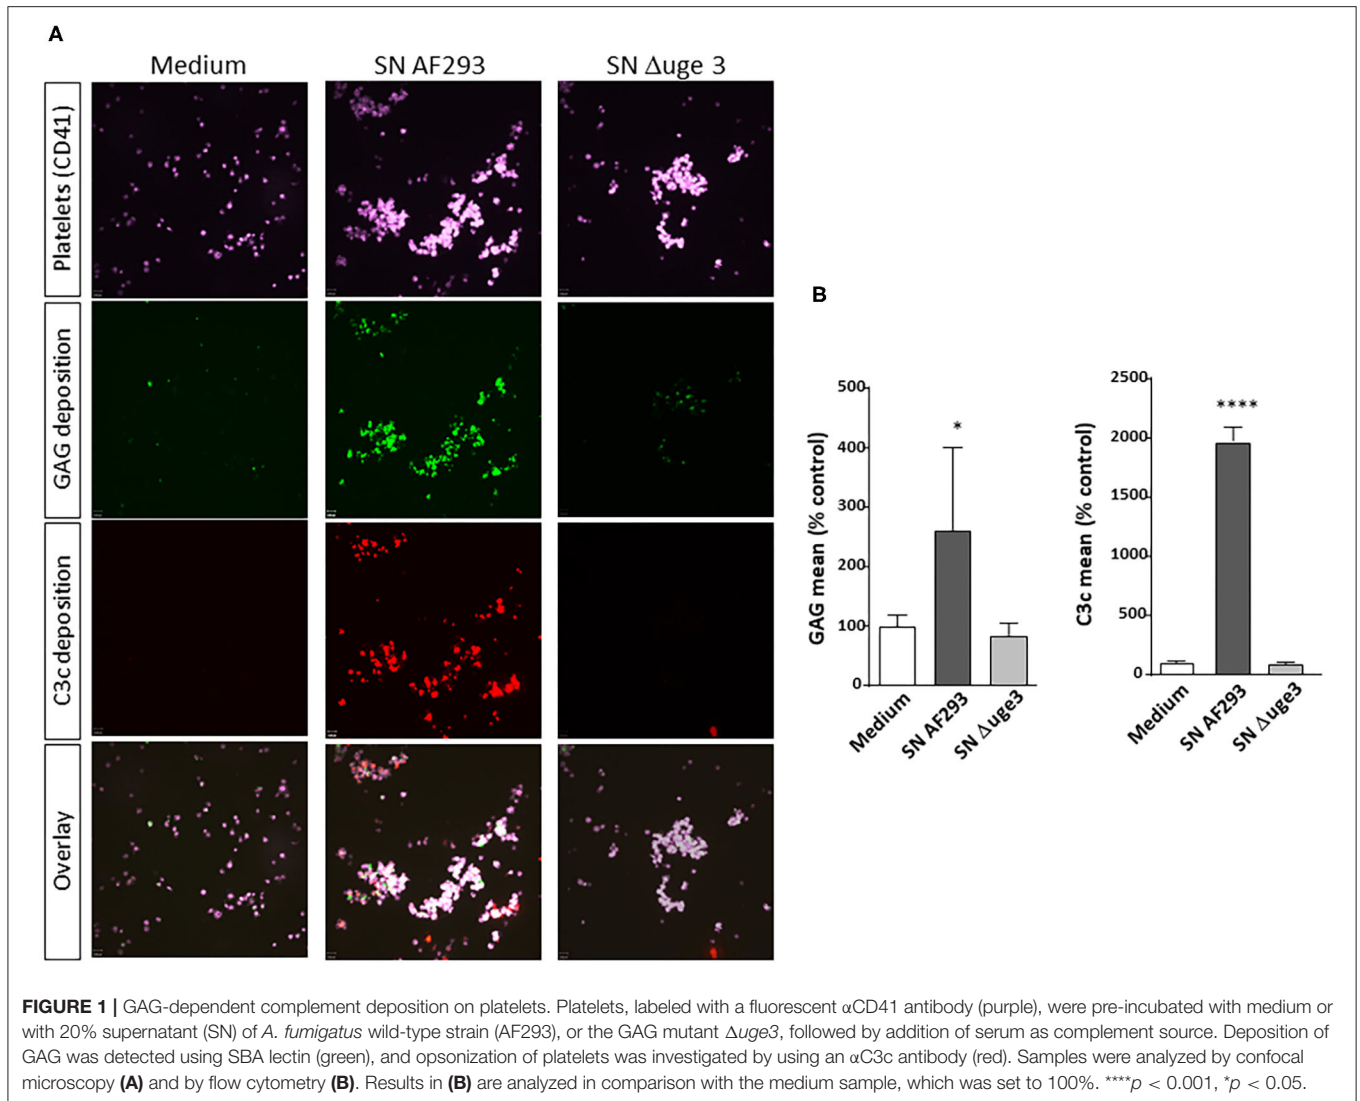 A
Medium
SN AF293
SN Δuge 3
Platelets (CD41)
GAG deposition
C3c deposition
Overlay
B
GAG mean (% control)
500
400
300
200
100
0
*
Medium
SN AF293
SN Δuge3
C3c mean (% control)
2500
2000
1500
1000
500
0
****
Medium
SN AF293
SN Δuge3
FIGURE 1 | GAG-dependent complement deposition on platelets. Platelets, labeled with a fluorescent αCD41 antibody (purple), were pre-incubated with medium or
with 20% supernatant (SN) of A. fumigatus wild-type strain (AF293), or the GAG mutant Δuge3, followed by addition of serum as complement source. Deposition of
GAG was detected using SBA lectin (green), and opsonization of platelets was investigated by using an αC3c antibody (red). Samples were analyzed by confocal
microscopy (A) and by flow cytometry (B). Results in (B) are analyzed in comparison with the medium sample, which was set to 100%. ****p < 0.001, *p < 0.05.